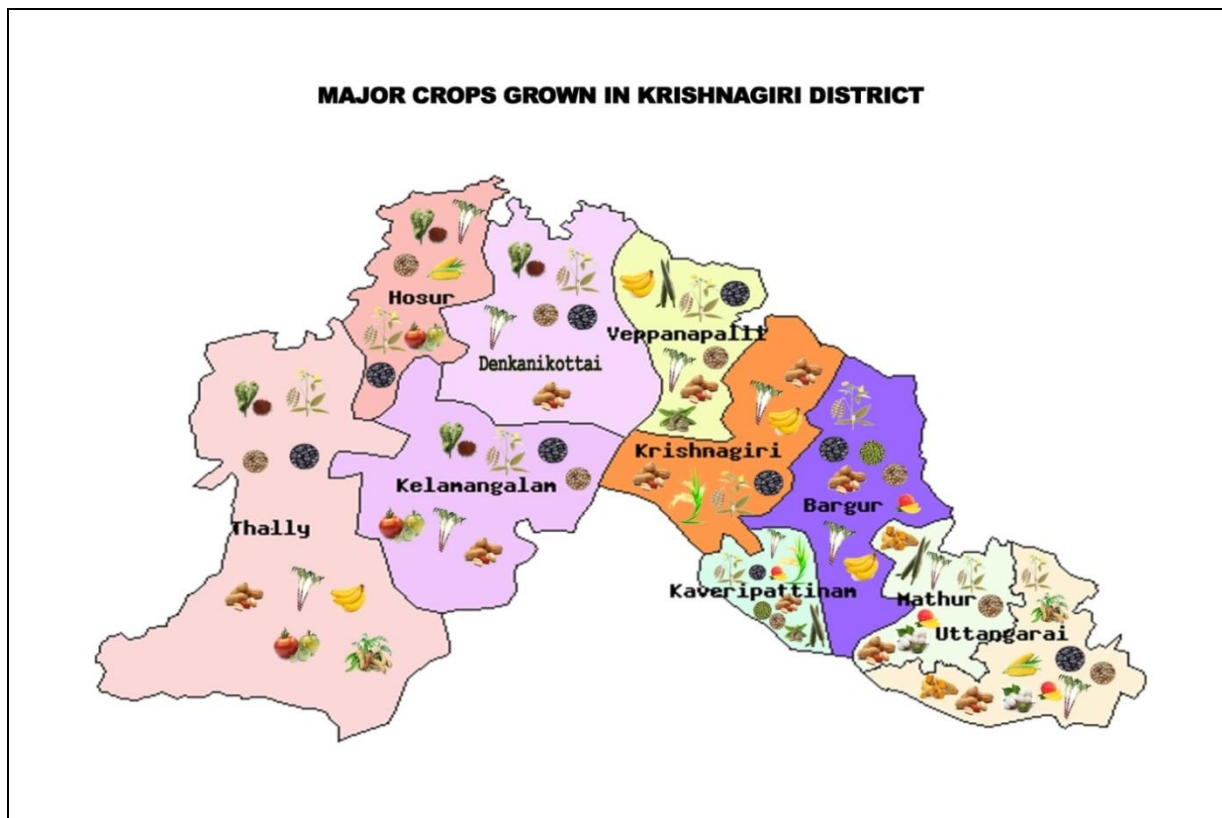 MAJOR CROPS GROWN IN KRISHNAGIRI DISTRICT
Hosur
Veppanapalli
Denkanikottai
Krishnagiri
Kelamangalam
Bargur
Thally
Kaveripattinam
Mathur
Uttangarai